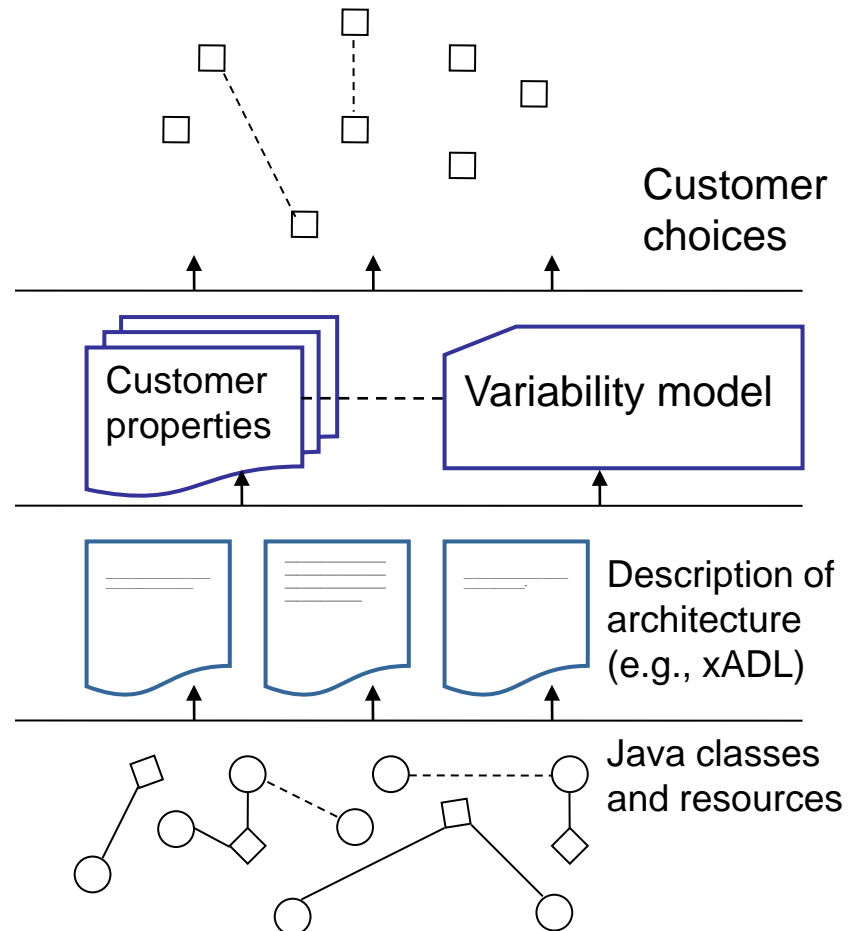 Customer
choices
Customer
properties
Variability model
Description of
architecture
(e.g., xADL)
Java classes
and resources